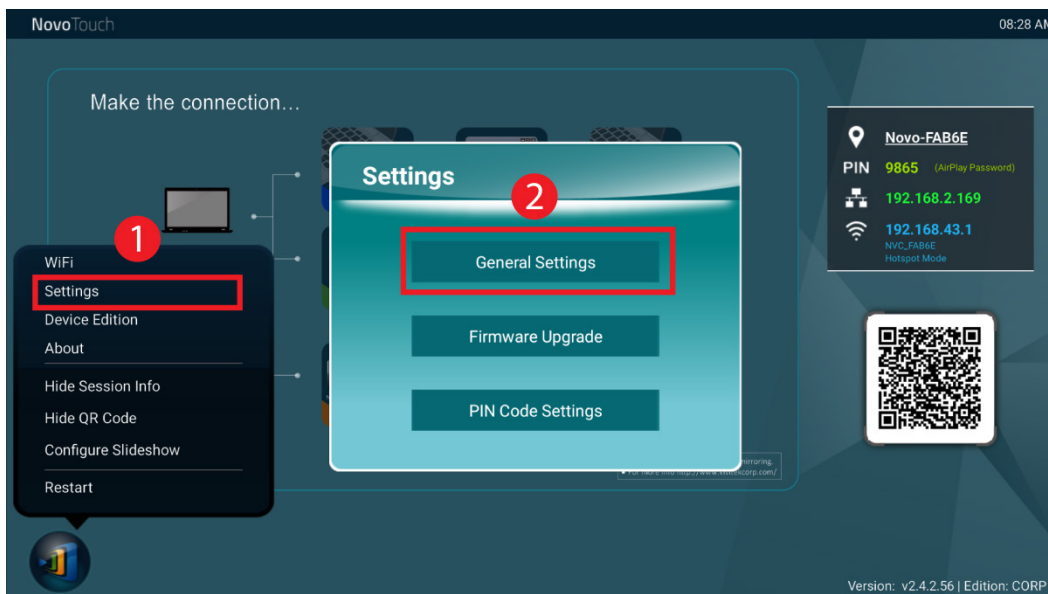 NovoTouch
08:28 AM
Make the connection...
Novo-FAB6E
PIN 9865 (AirPlay Password)
192.168.2.169
192.168.43.1
NVC_FAB6E
Hotspot Mode
1
WiFi
Settings
Device Edition
About
Hide Session Info
Hide QR Code
Configure Slideshow
Restart
Settings
2
General Settings
Firmware Upgrade
PIN Code Settings
mirroring.
Version: v2.4.2.56 | Edition: CORP